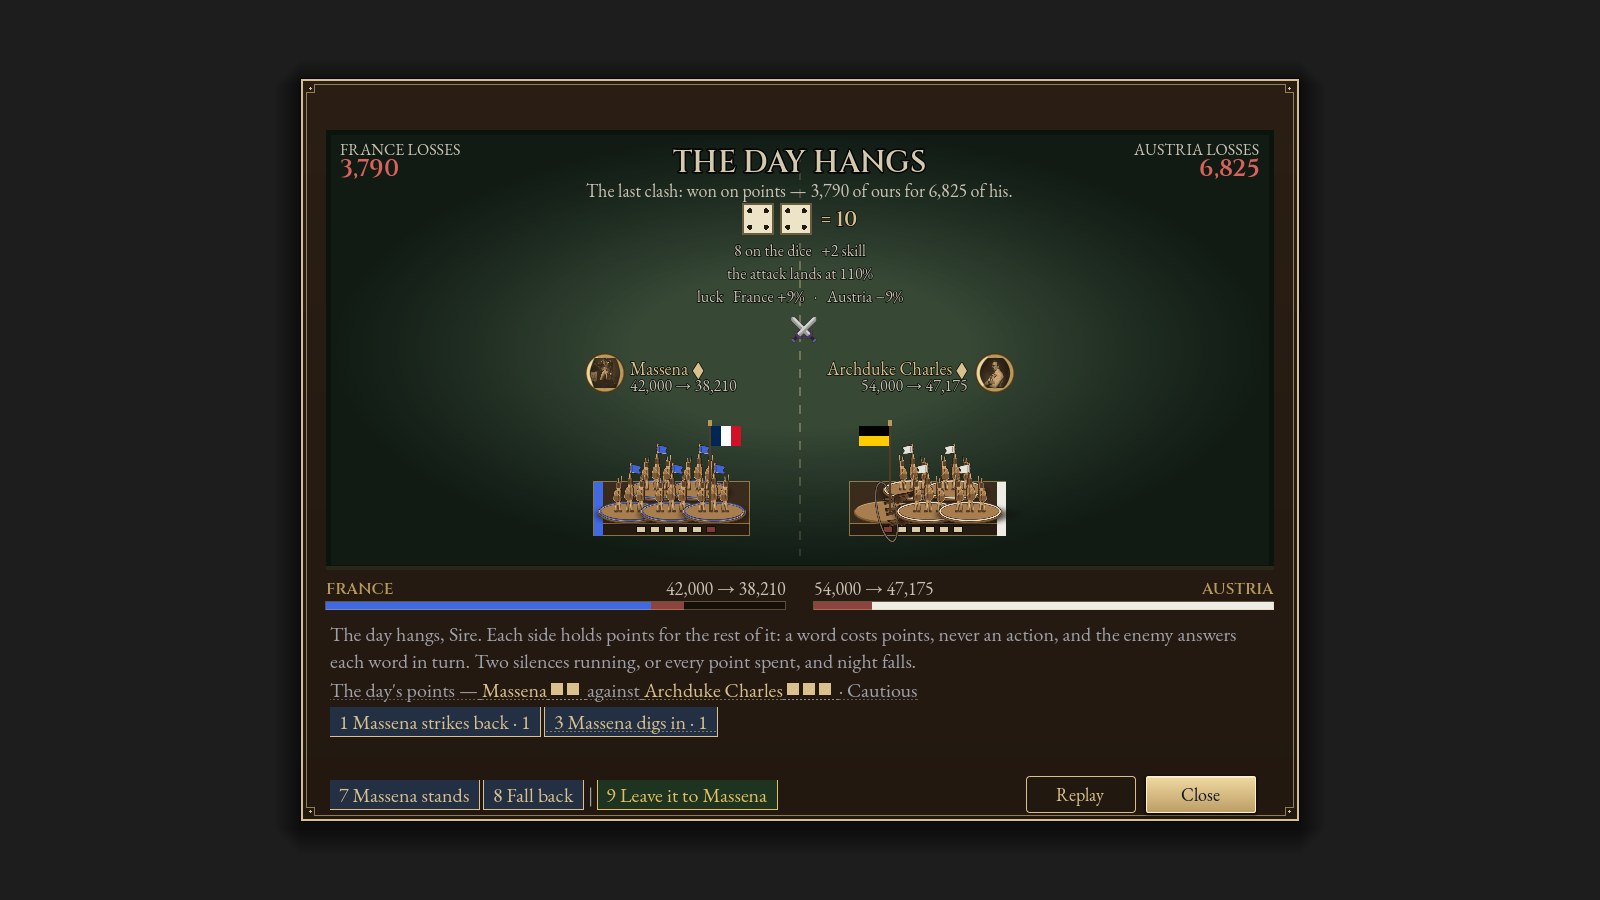 FRANCE LOSSES
3,790
THE DAY HANGS
AUSTRIA LOSSES
6,825
The last clash: won on points — 3,790 of ours for 6,825 of his.
= 10
8 on the dice +2 skill
the attack lands at 110%
luck France +9% · Austria −9%
Massena
42,000 → 38,210
Archduke Charles
54,000 → 47,175
FRANCE 42,000 → 38,210
54,000 → 47,175 AUSTRIA
The day hangs, Sire. Each side holds points for the rest of it: a word costs points, never an action, and the enemy answers
each word in turn. Two silences running, or every point spent, and night falls.
The day's points — Massena against Archduke Charles · Cautious
1 Massena strikes back · 1 3 Massena digs in · 1
7 Massena stands 8 Fall back | 9 Leave it to Massena Replay Close